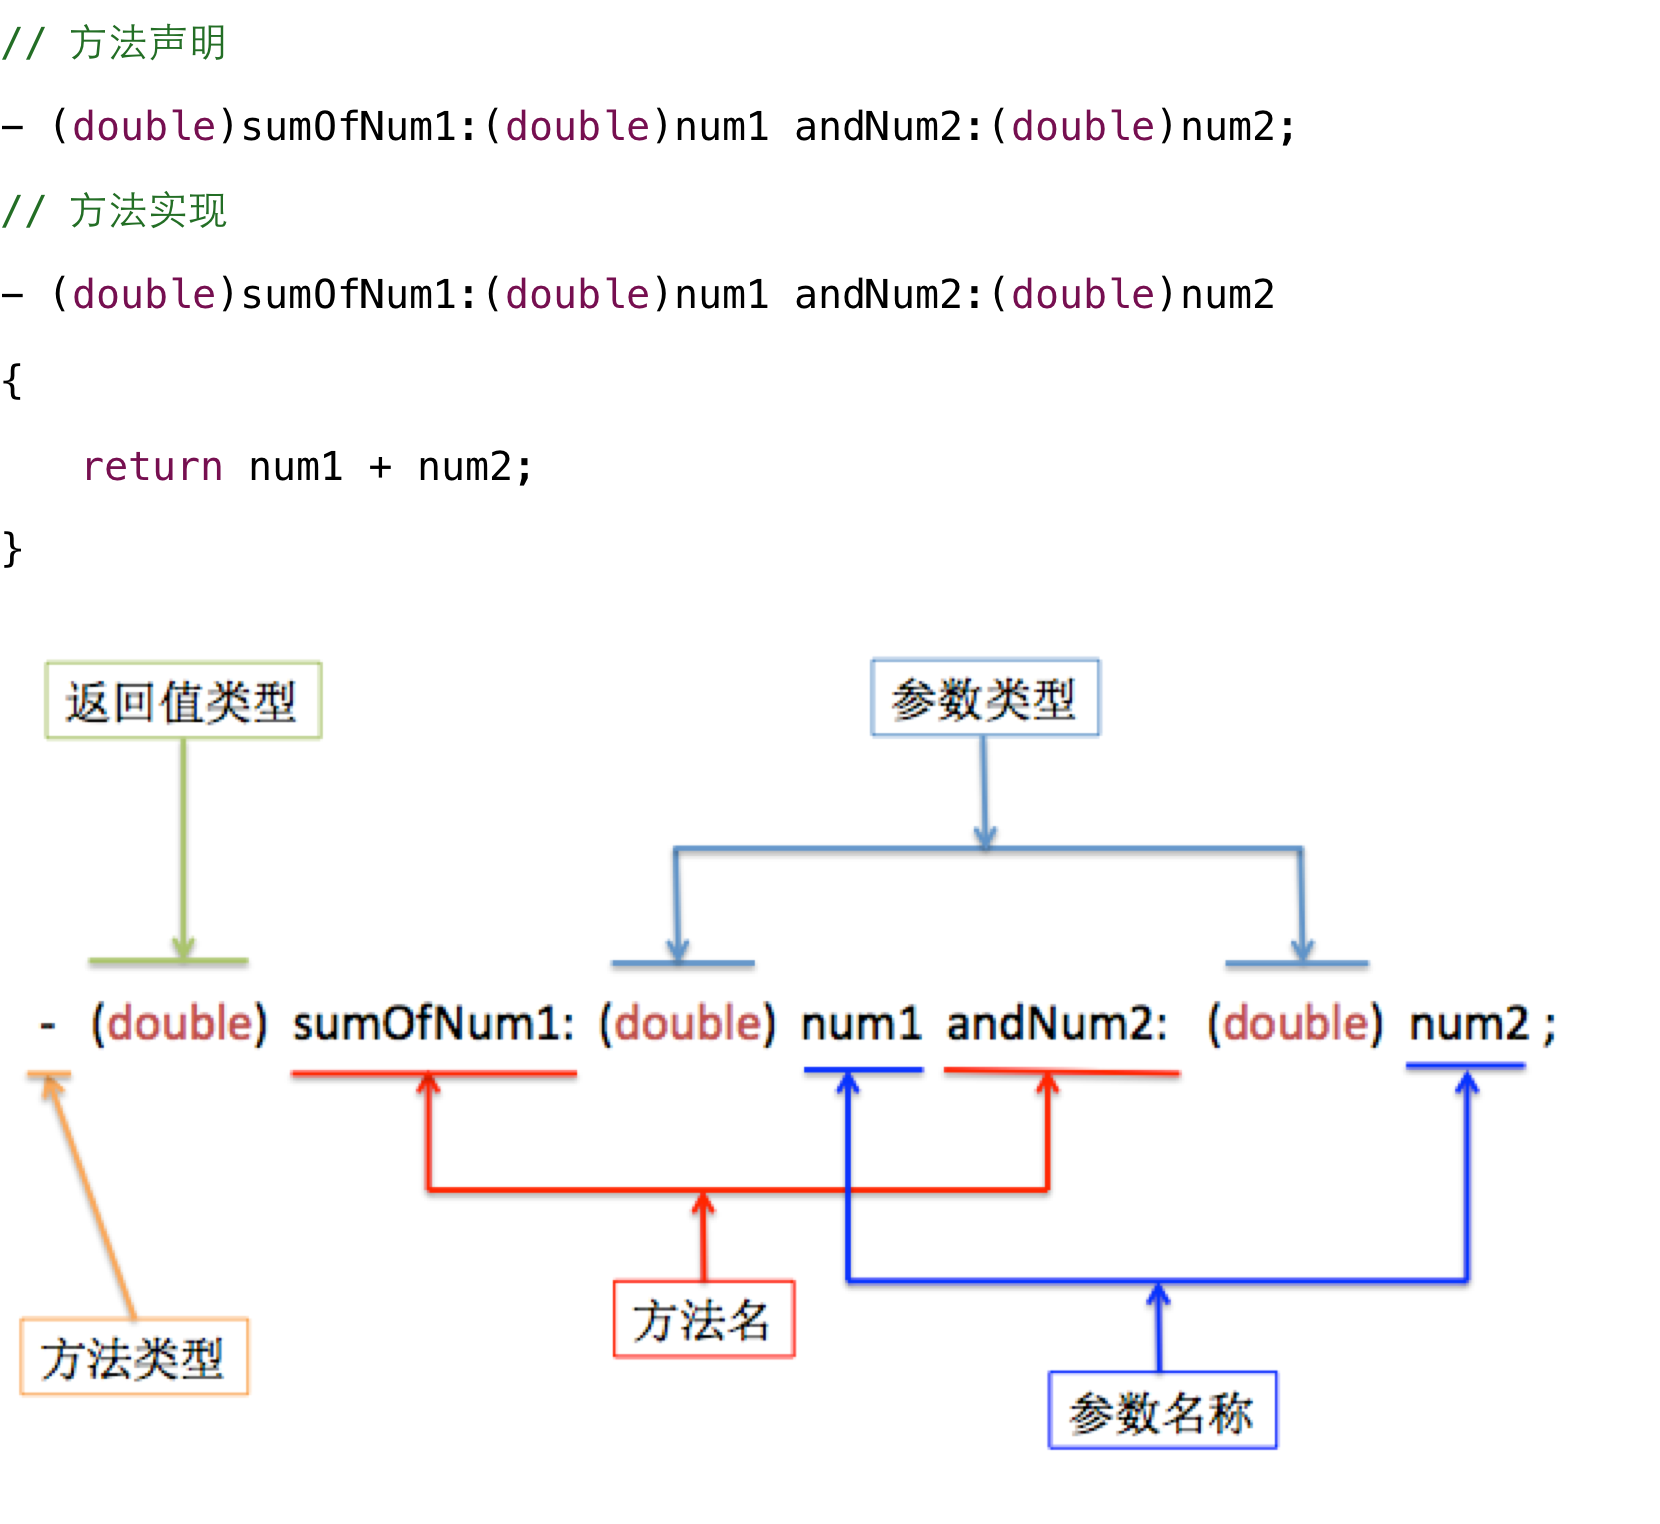 // 方法声明
- (double)sumOfNum1:(double)num1 andNum2:(double)num2;
// 方法实现
- (double)sumOfNum1:(double)num1 andNum2:(double)num2
{
return num1 + num2;
}
返回值类型
参数类型
- (double) sumOfNum1: (double) num1 andNum2: (double) num2 ;
方法名
方法类型
参数名称